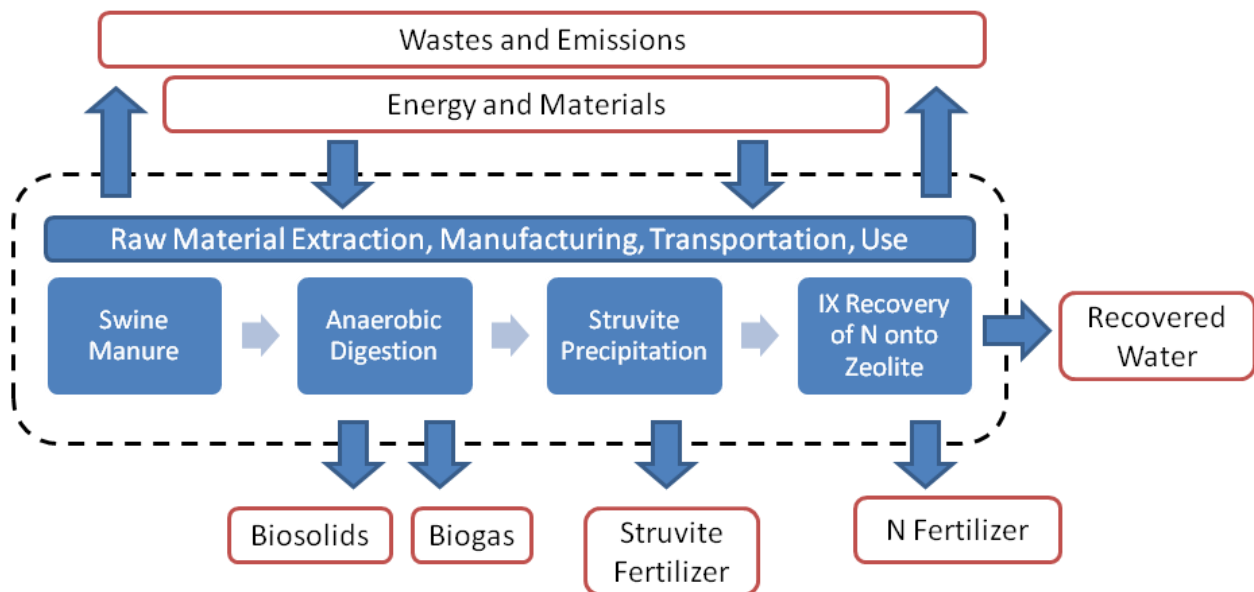 Wastes and Emissions
Energy and Materials
Raw Material Extraction, Manufacturing, Transportation, Use
Swine
Manure
Anaerobic
Digestion
Struvite
Precipitation
IX Recovery
of N onto
Zeolite
Recovered
Water
Biosolids
Biogas
Struvite
Fertilizer
N Fertilizer